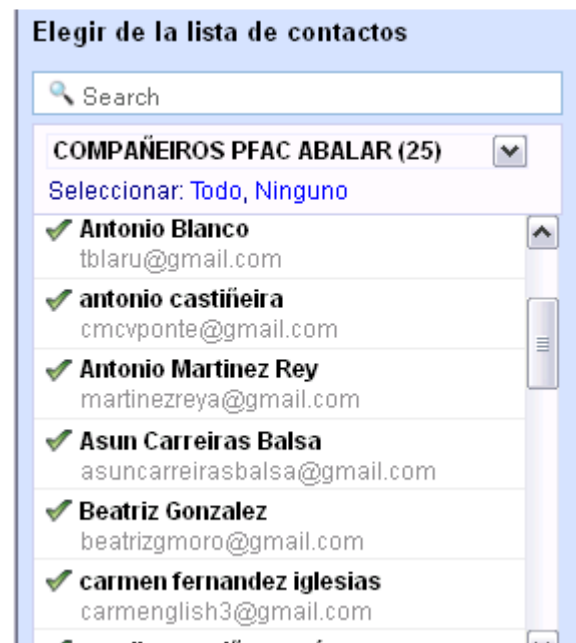 Elegir de la lista de contactos
Search
COMPAÑEIROS PFAC ABALAR (25)
Seleccionar: Todo, Ninguno
Antonio Blanco
tblaru@gmail.com
antonio castiñeira
cmcvponte@gmail.com
Antonio Martinez Rey
martinezreya@gmail.com
Asun Carreiras Balsa
asuncarreirasbalsa@gmail.com
Beatriz Gonzalez
beatrizgmoro@gmail.com
carmen fernandez iglesias
carmenglish3@gmail.com